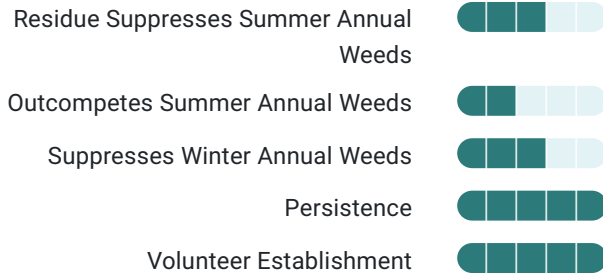 Residue Suppresses Summer Annual
Weeds
Outcompetes Summer Annual Weeds
Suppresses Winter Annual Weeds
Persistence
Volunteer Establishment